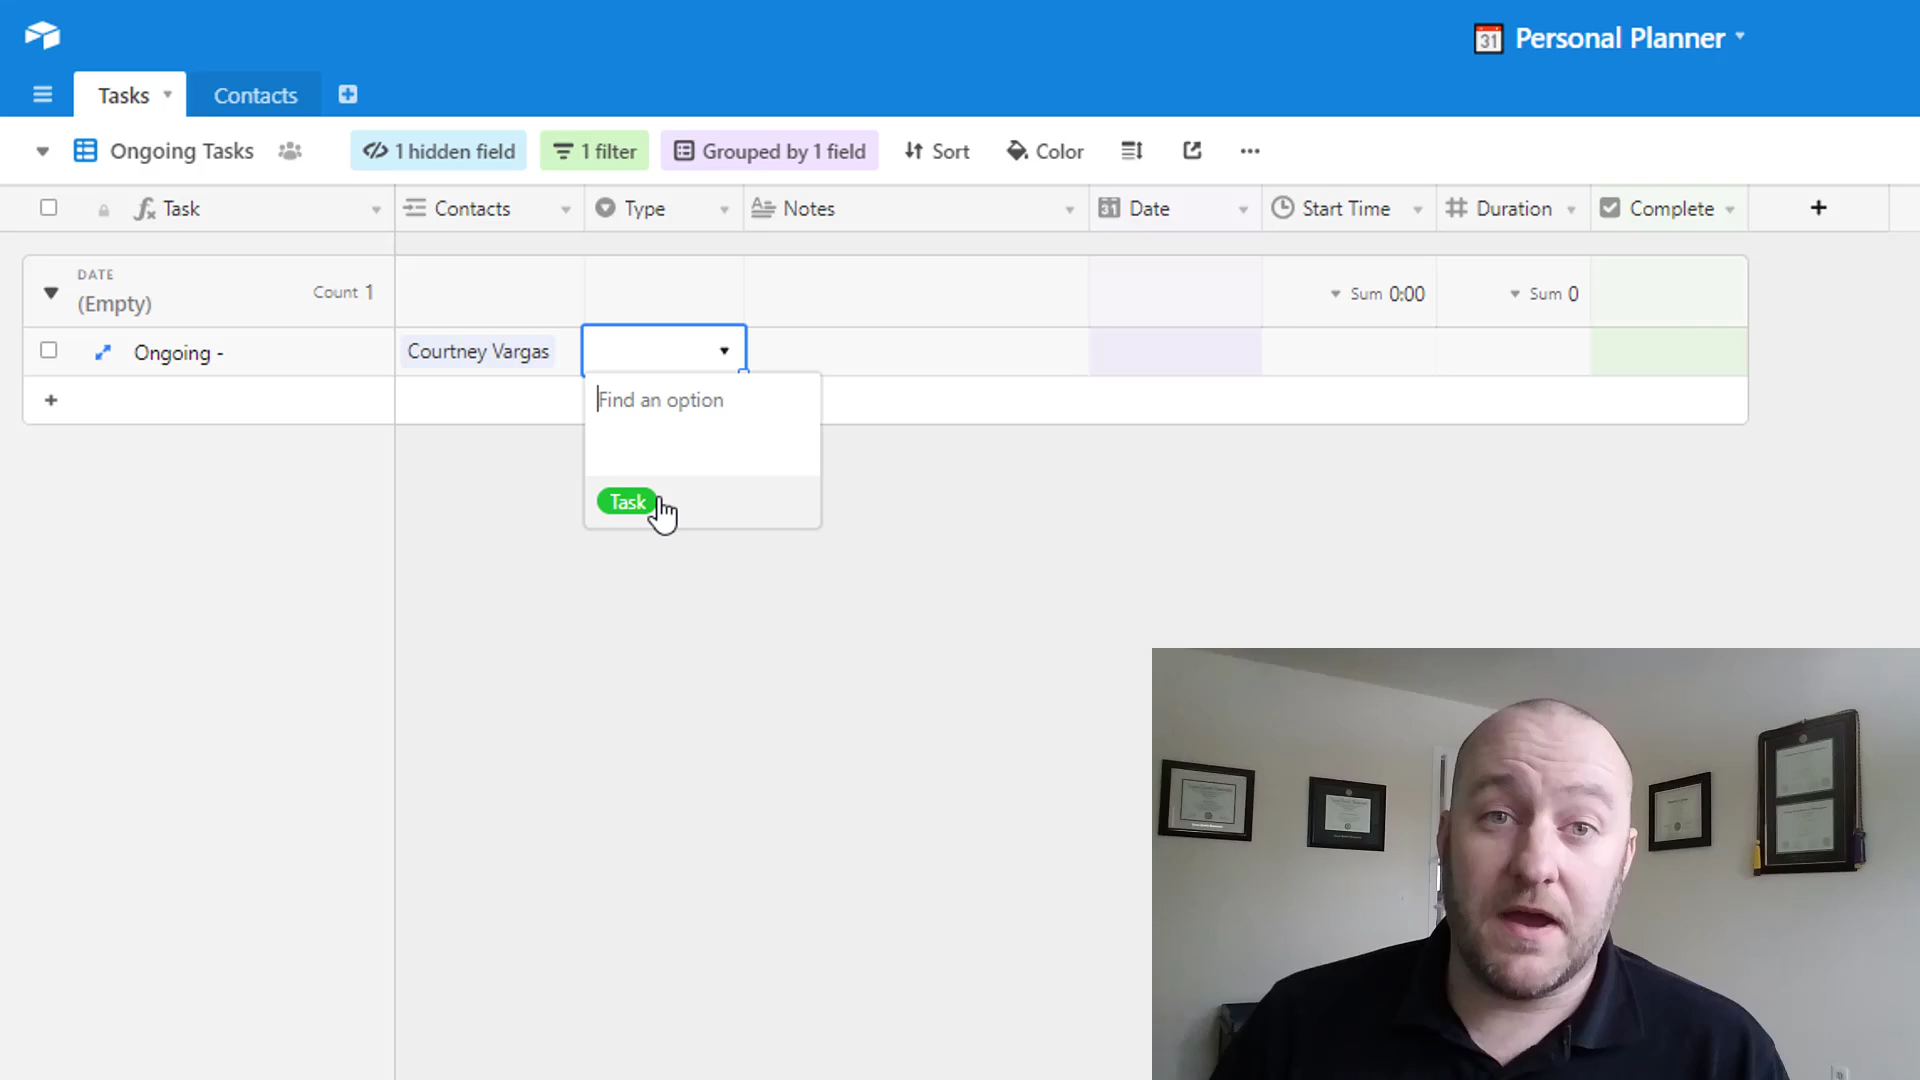 31 Personal Planner
Tasks Contacts
Ongoing Tasks 1 hidden field 1 filter Grouped by 1 field Sort Color
Task Contacts Type Notes 31 Date Start Time Duration Complete
DATE
(Empty) Count 1 Sum 0:00 Sum 0
Ongoing - Courtney Vargas
Find an option
Task